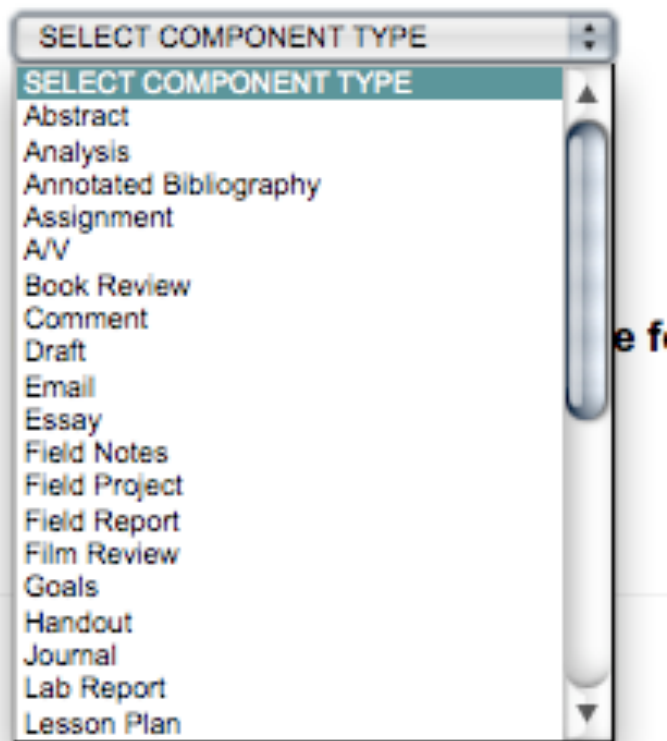 SELECT COMPONENT TYPE
SELECT COMPONENT TYPE
Abstract
Analysis
Annotated Bibliography
Assignment
A/V
Book Review
Comment
Draft
e
Email
Essay
Field Notes
Field Project
Field Report
Film Review
Goals
Handout
Journal
Lab Report
Lesson Plan